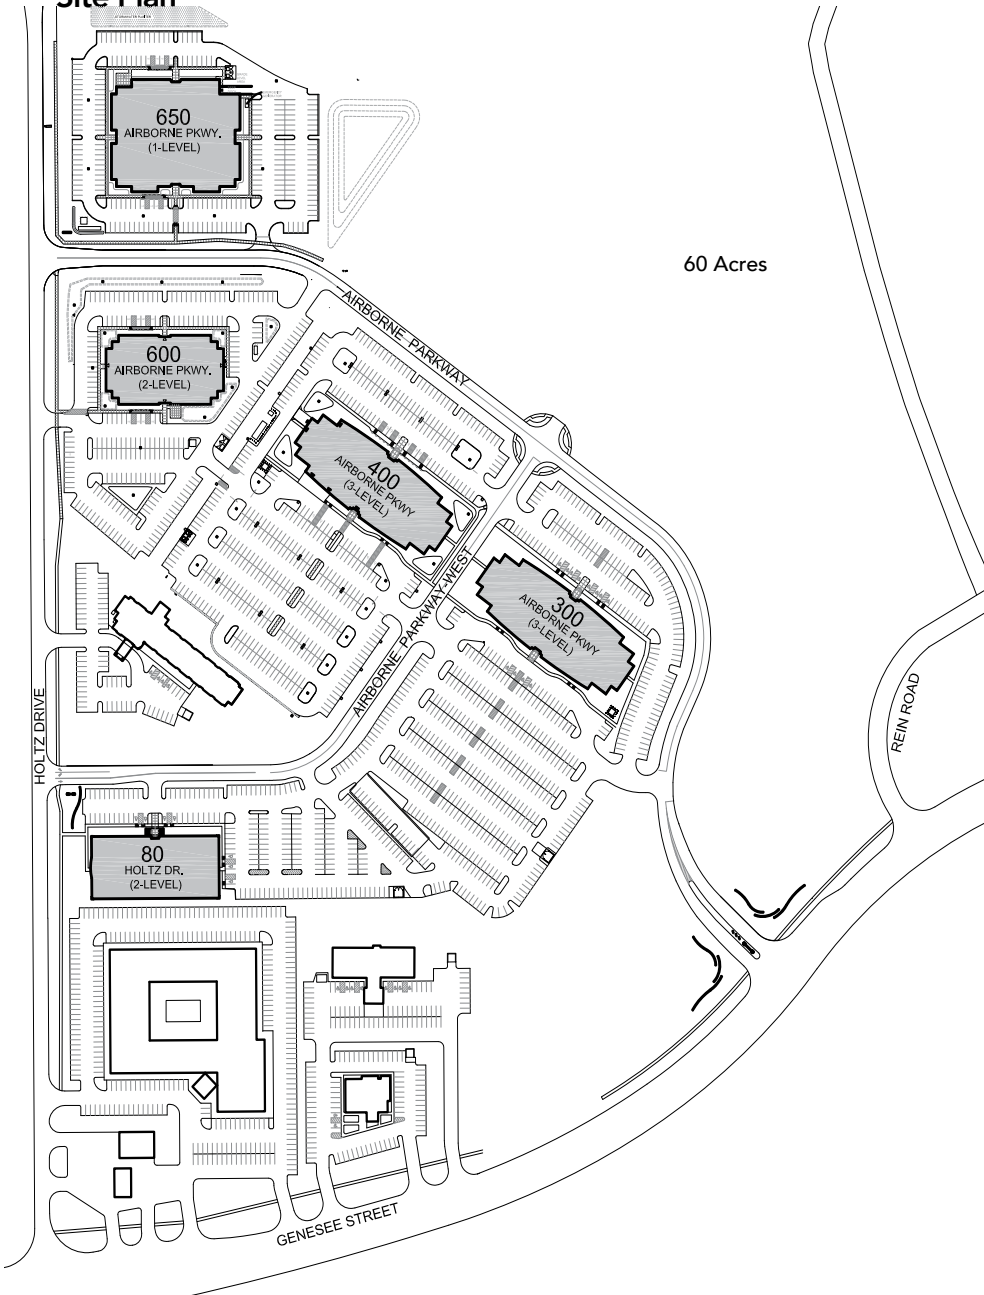 Site Plan
650
AIRBORNE PKWY.
(1-LEVEL)
60 Acres
AIRBORNE PARKWAY
600
AIRBORNE PKWY.
(2-LEVEL)
400
AIRBORNE PKWY
(3-LEVEL)
300
AIRBORNE PKWY
(3-LEVEL)
AIRBORNE PARKWAY WEST
HOLTZ DRIVE
REIN ROAD
80
HOLTZ DR.
(2-LEVEL)
GENESEE STREET